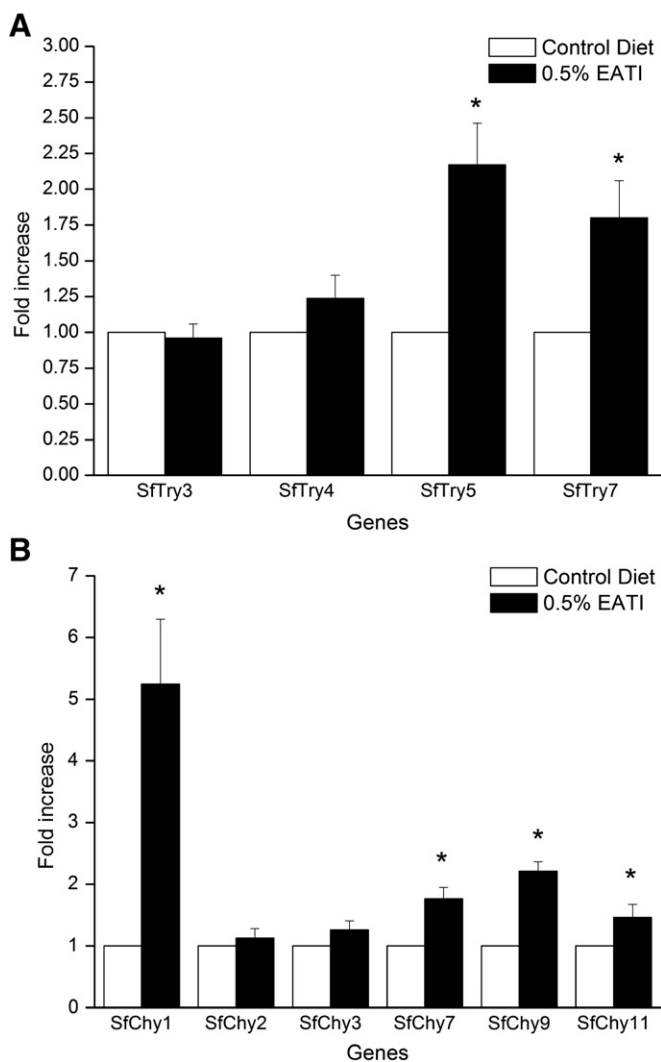 A
3.00
2.75
2.50
2.25
2.00
1.75
1.50
1.25
1.00
0.75
0.50
0.25
0.00
Fold increase
Control Diet
0.5% EATI
*
*
SfTry3 SfTry4 SfTry5 SfTry7
Genes
B
7
6
5
4
3
2
1
0
Fold increase
Control Diet
0.5% EATI
*
*
*
*
SfChy1 SfChy2 SfChy3 SfChy7 SfChy9 SfChy11
Genes